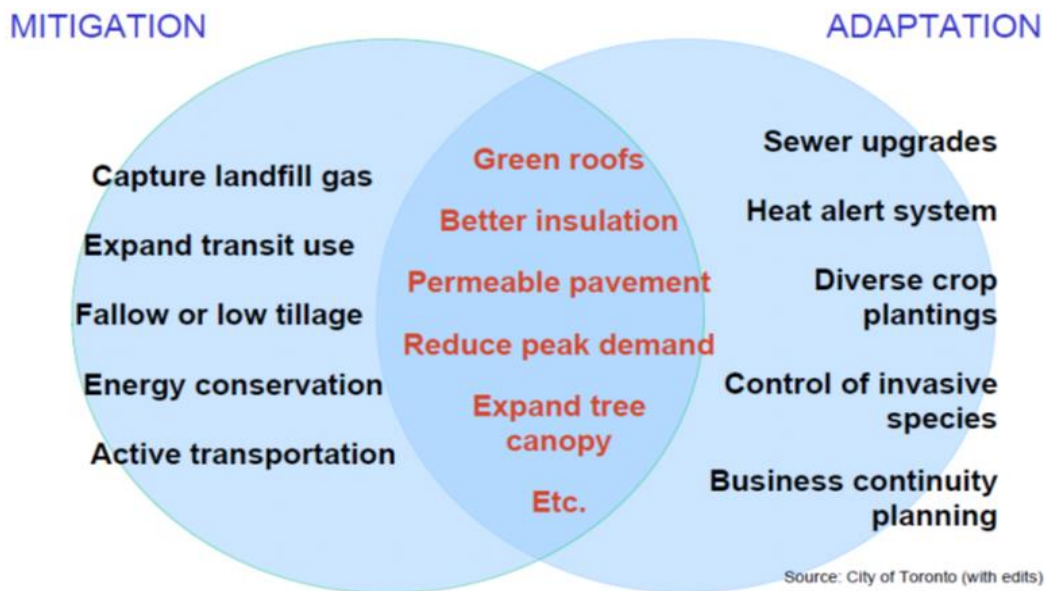 MITIGATION
ADAPTATION
Capture landfill gas
Expand transit use
Fallow or low tillage
Energy conservation
Active transportation
Green roofs
Better insulation
Permeable pavement
Reduce peak demand
Expand tree
canopy
Etc.
Sewer upgrades
Heat alert system
Diverse crop
plantings
Control of invasive
species
Business continuity
planning
Source: City of Toronto (with edits)